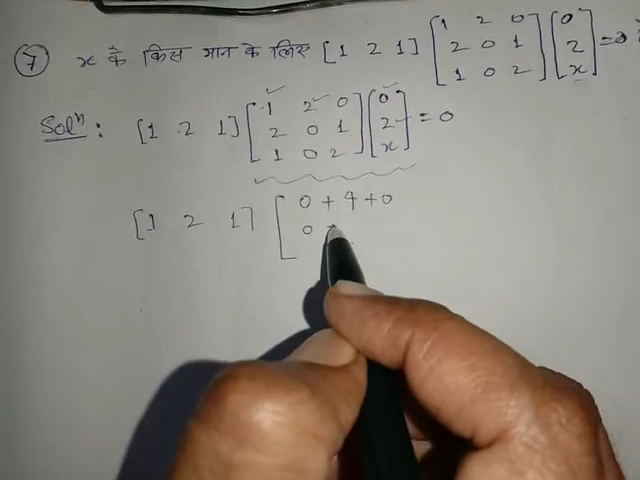 7 x के किस मान के लिए [1 2 1] [1 2 0 2 0 1 1 0 2] [0 2 x] = 0 ?
Solⁿ : [1 2 1] [1 2 0 2 0 1 1 0 2] [0 2 x] = 0
[1 2 1] [0 + 4 + 0
0 +